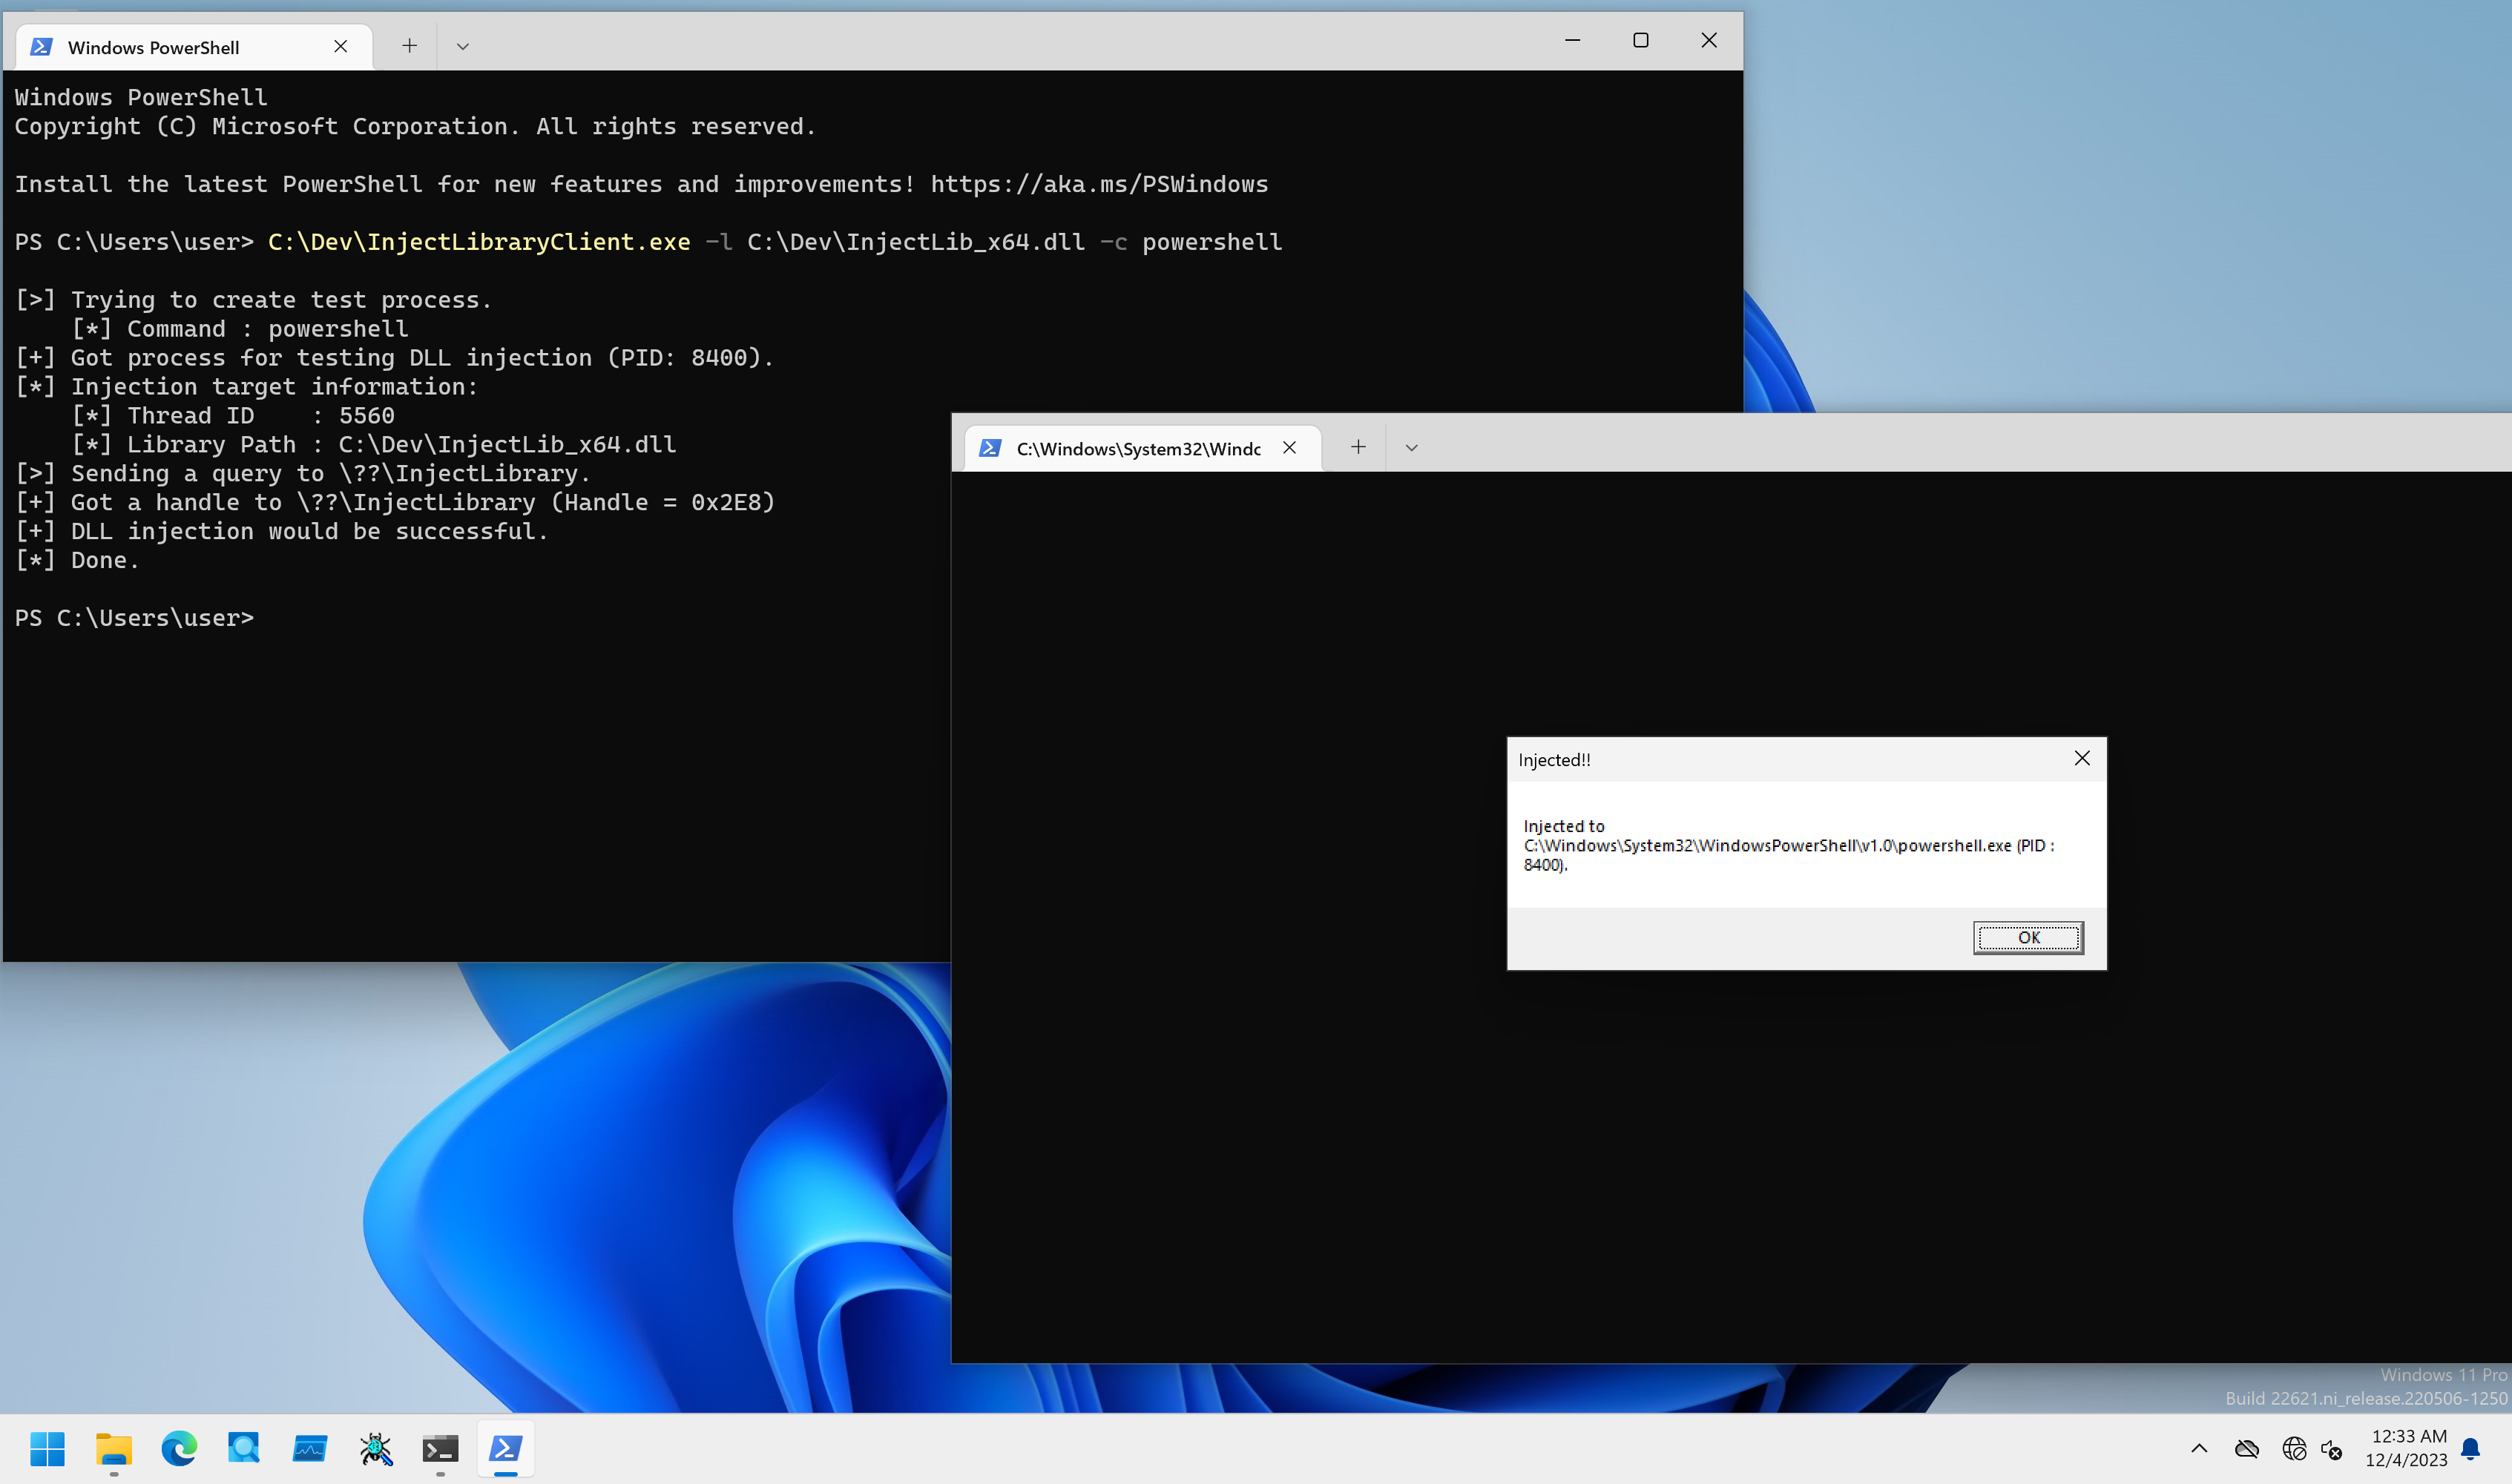 Windows PowerShell
Windows PowerShell
Copyright (C) Microsoft Corporation. All rights reserved.
Install the latest PowerShell for new features and improvements! https://aka.ms/PSWindows
PS C:\Users\user> C:\Dev\InjectLibraryClient.exe -l C:\Dev\InjectLib_x64.dll -c powershell
[>] Trying to create test process.
[*] Command : powershell
[+] Got process for testing DLL injection (PID: 8400).
[*] Injection target information:
[*] Thread ID    : 5560
[*] Library Path : C:\Dev\InjectLib_x64.dll
[>] Sending a query to \??\InjectLibrary.
[+] Got a handle to \??\InjectLibrary (Handle = 0x2E8)
[+] DLL injection would be successful.
[*] Done.
PS C:\Users\user>
C:\Windows\System32\Windc
Injected!!
Injected to
C:\Windows\System32\WindowsPowerShell\v1.0\powershell.exe (PID :
8400).
OK
Windows 11 Pro
Build 22621.ni_release.220506-1250
12:33 AM
12/4/2023